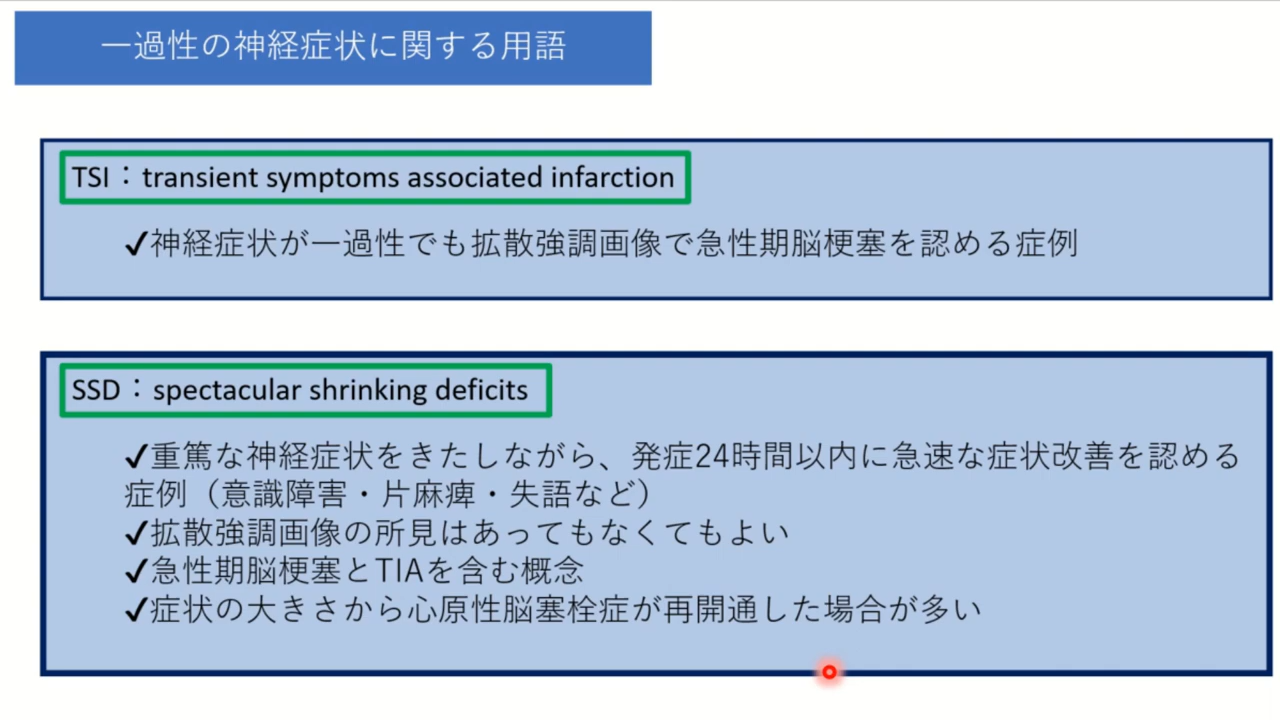 一過性の神経症状に関する用語
TSI：transient symptoms associated infarction
✓神経症状が一過性でも拡散強調画像で急性期脳梗塞を認める症例
SSD：spectacular shrinking deficits
✓重篤な神経症状をきたしながら、発症24時間以内に急速な症状改善を認める
症例（意識障害・片麻痺・失語など）
✓拡散強調画像の所見はあってもなくてもよい
✓急性期脳梗塞とTIAを含む概念
✓症状の大きさから心原性脳塞栓症が再開通した場合が多い